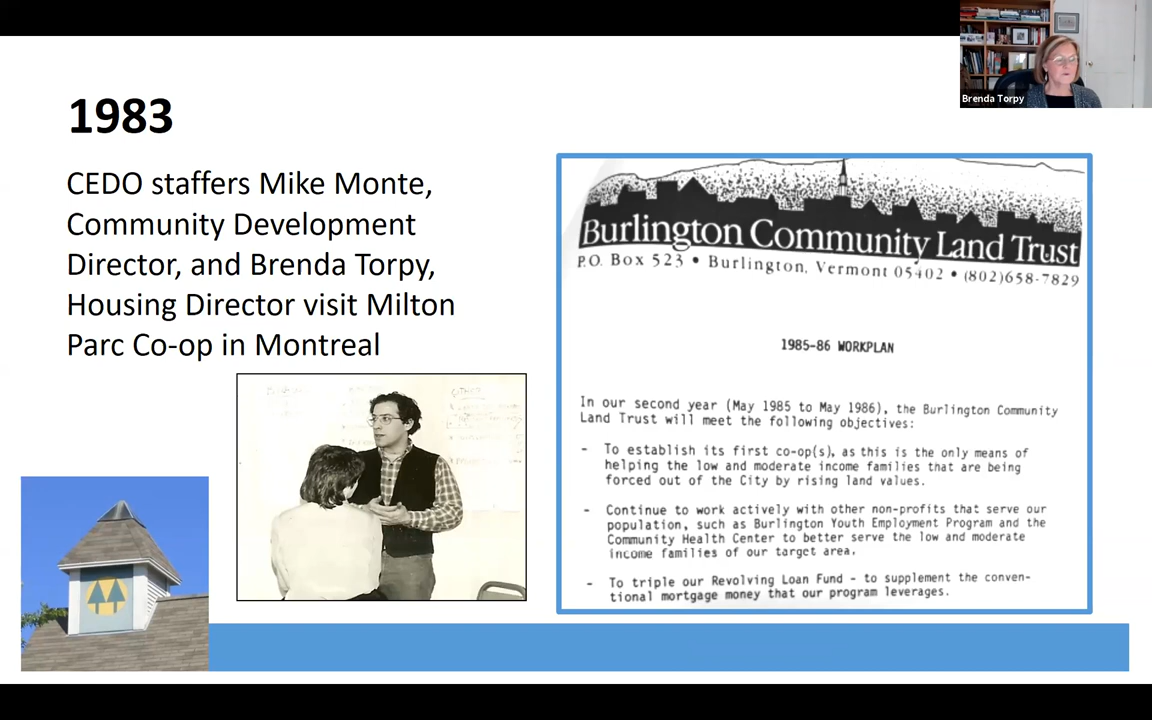 Brenda Torpy
1983
CEDO staffers Mike Monte,
Community Development
Director, and Brenda Torpy,
Housing Director visit Milton
Parc Co-op in Montreal
Burlington Community Land Trust
P.O. Box 523 • Burlington, Vermont 05402 • (802)658-7829
1985-86 WORKPLAN
In our second year (May 1985 to May 1986), the Burlington Community
Land Trust will meet the following objectives:
- To establish its first co-op(s), as this is the only means of
helping the low and moderate income families that are being
forced out of the City by rising land values.
- Continue to work actively with other non-profits that serve our
population, such as Burlington Youth Employment Program and the
Community Health Center to better serve the low and moderate
income families of our target area.
- To triple our Revolving Loan Fund - to supplement the conven-
tional mortgage money that our program leverages.